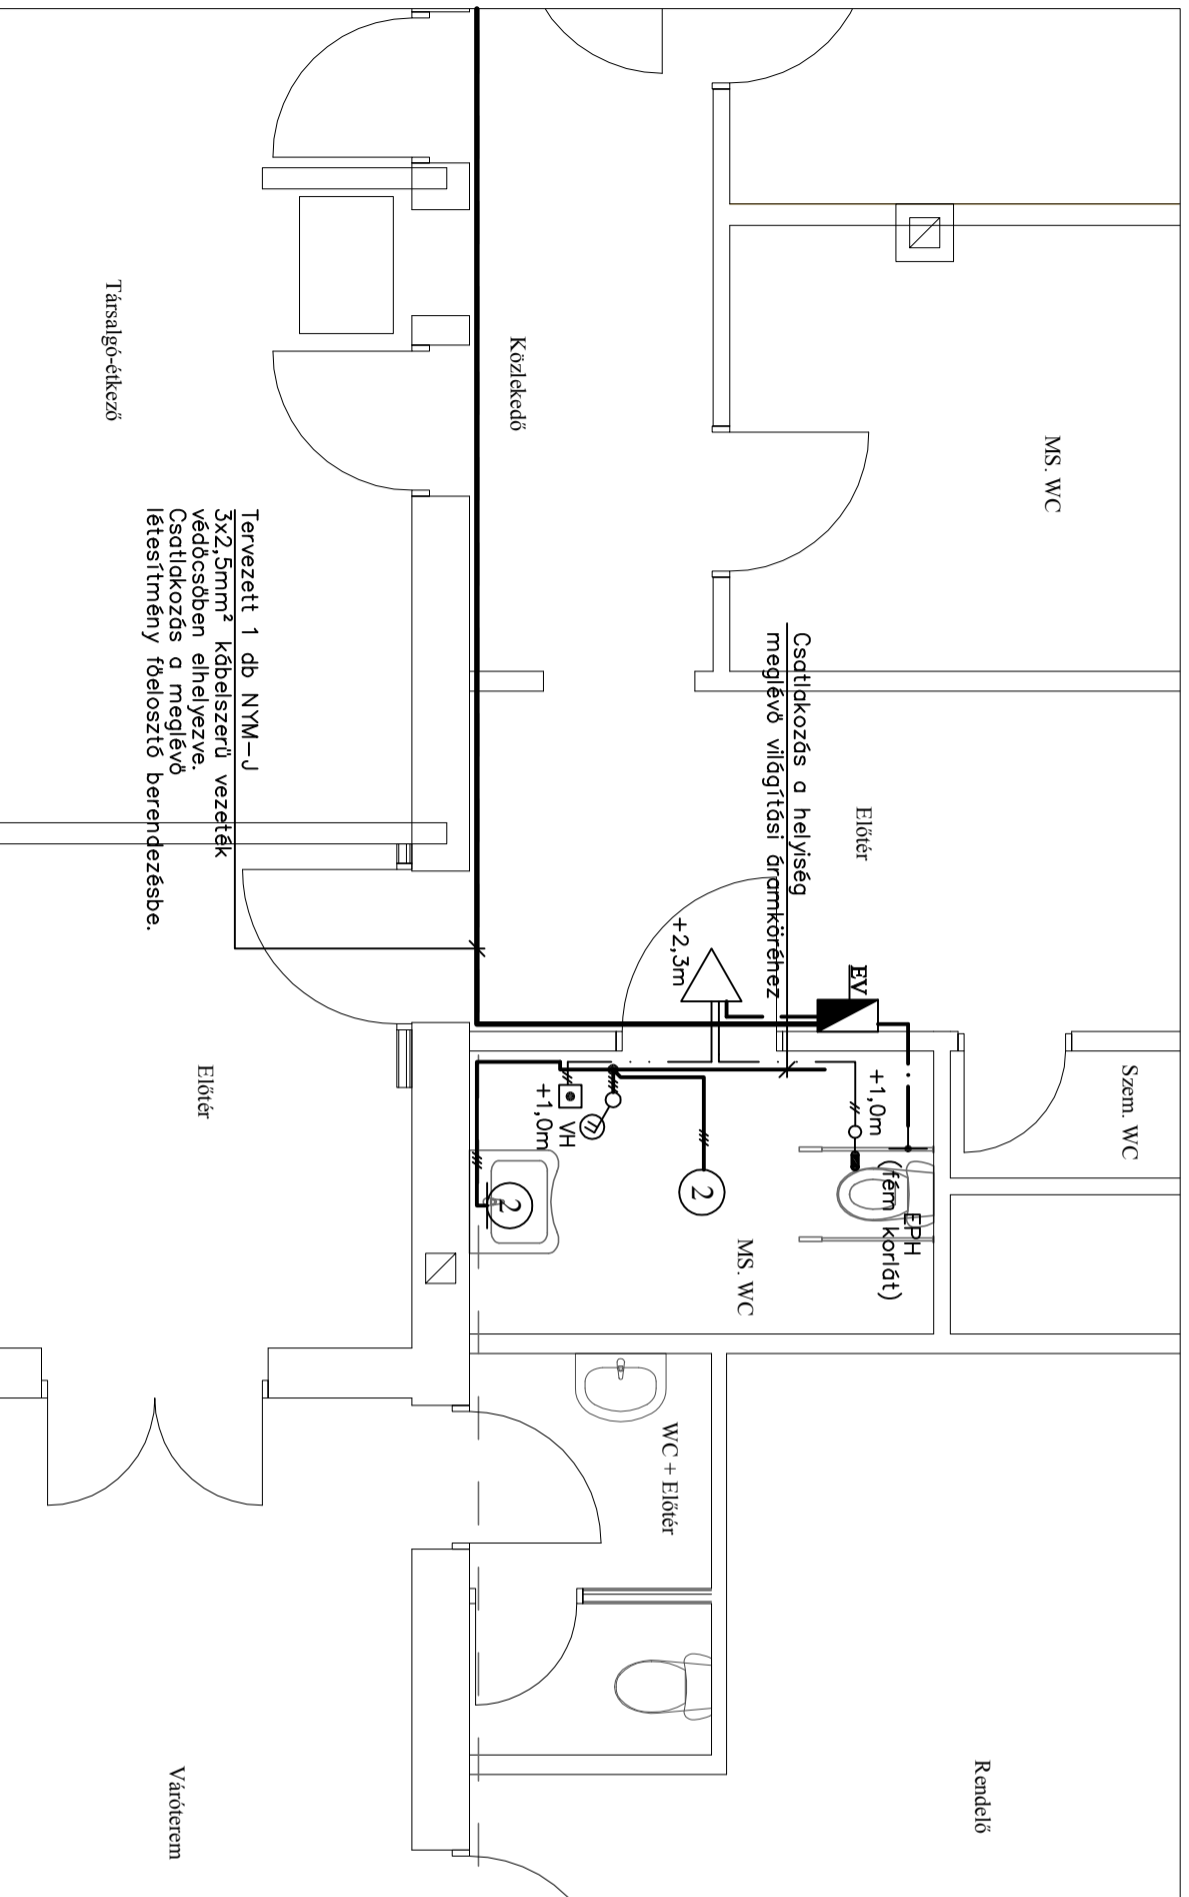 MS. WC
Közlekedő
Társalgó-étkező
Tervezett 1 db NYM-J
3x2,5mm² kábelszerű vezeték
védőcsőben elhelyezve.
Csatlakozás a meglévő
létesítmény főelosztó berendezésbe.
Csatlakozás a helyiség
meglévő világítási áramköréhez
Előtér
EV
+2,3m
Szem. WC
+1,0m
EPH
(fém korlát)
VH
+1,0m
2
2
MS. WC
Előtér
WC + Előtér
Rendelő
Váróterem